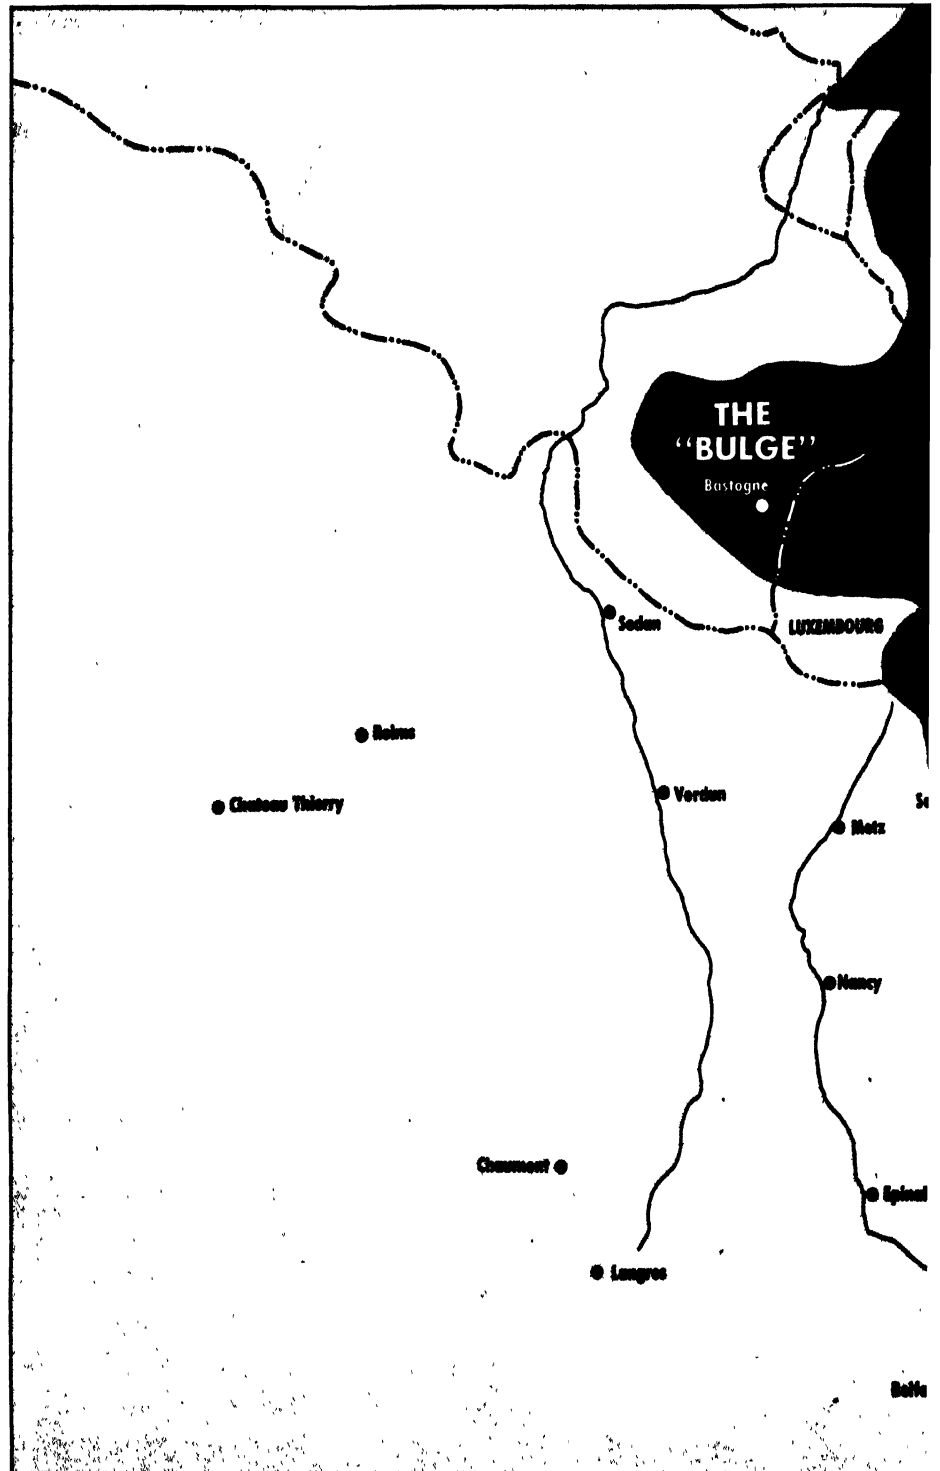 THE
“BULGE”
Bastogne
Sedan
LUXEMBOURG
Reims
Chateau Thierry
Verdun
Metz
Nancy
Chaumont
Epinal
Langres